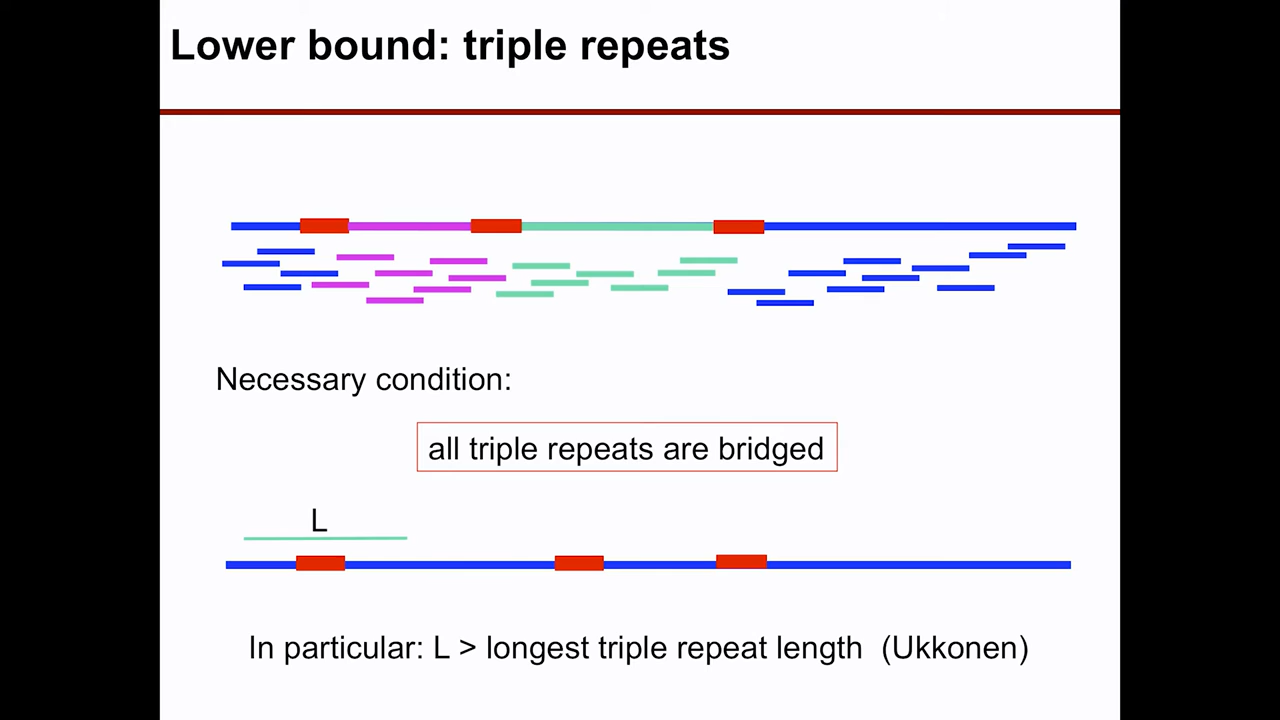 Lower bound: triple repeats
Necessary condition:
all triple repeats are bridged
L
In particular: L > longest triple repeat length (Ukkonen)